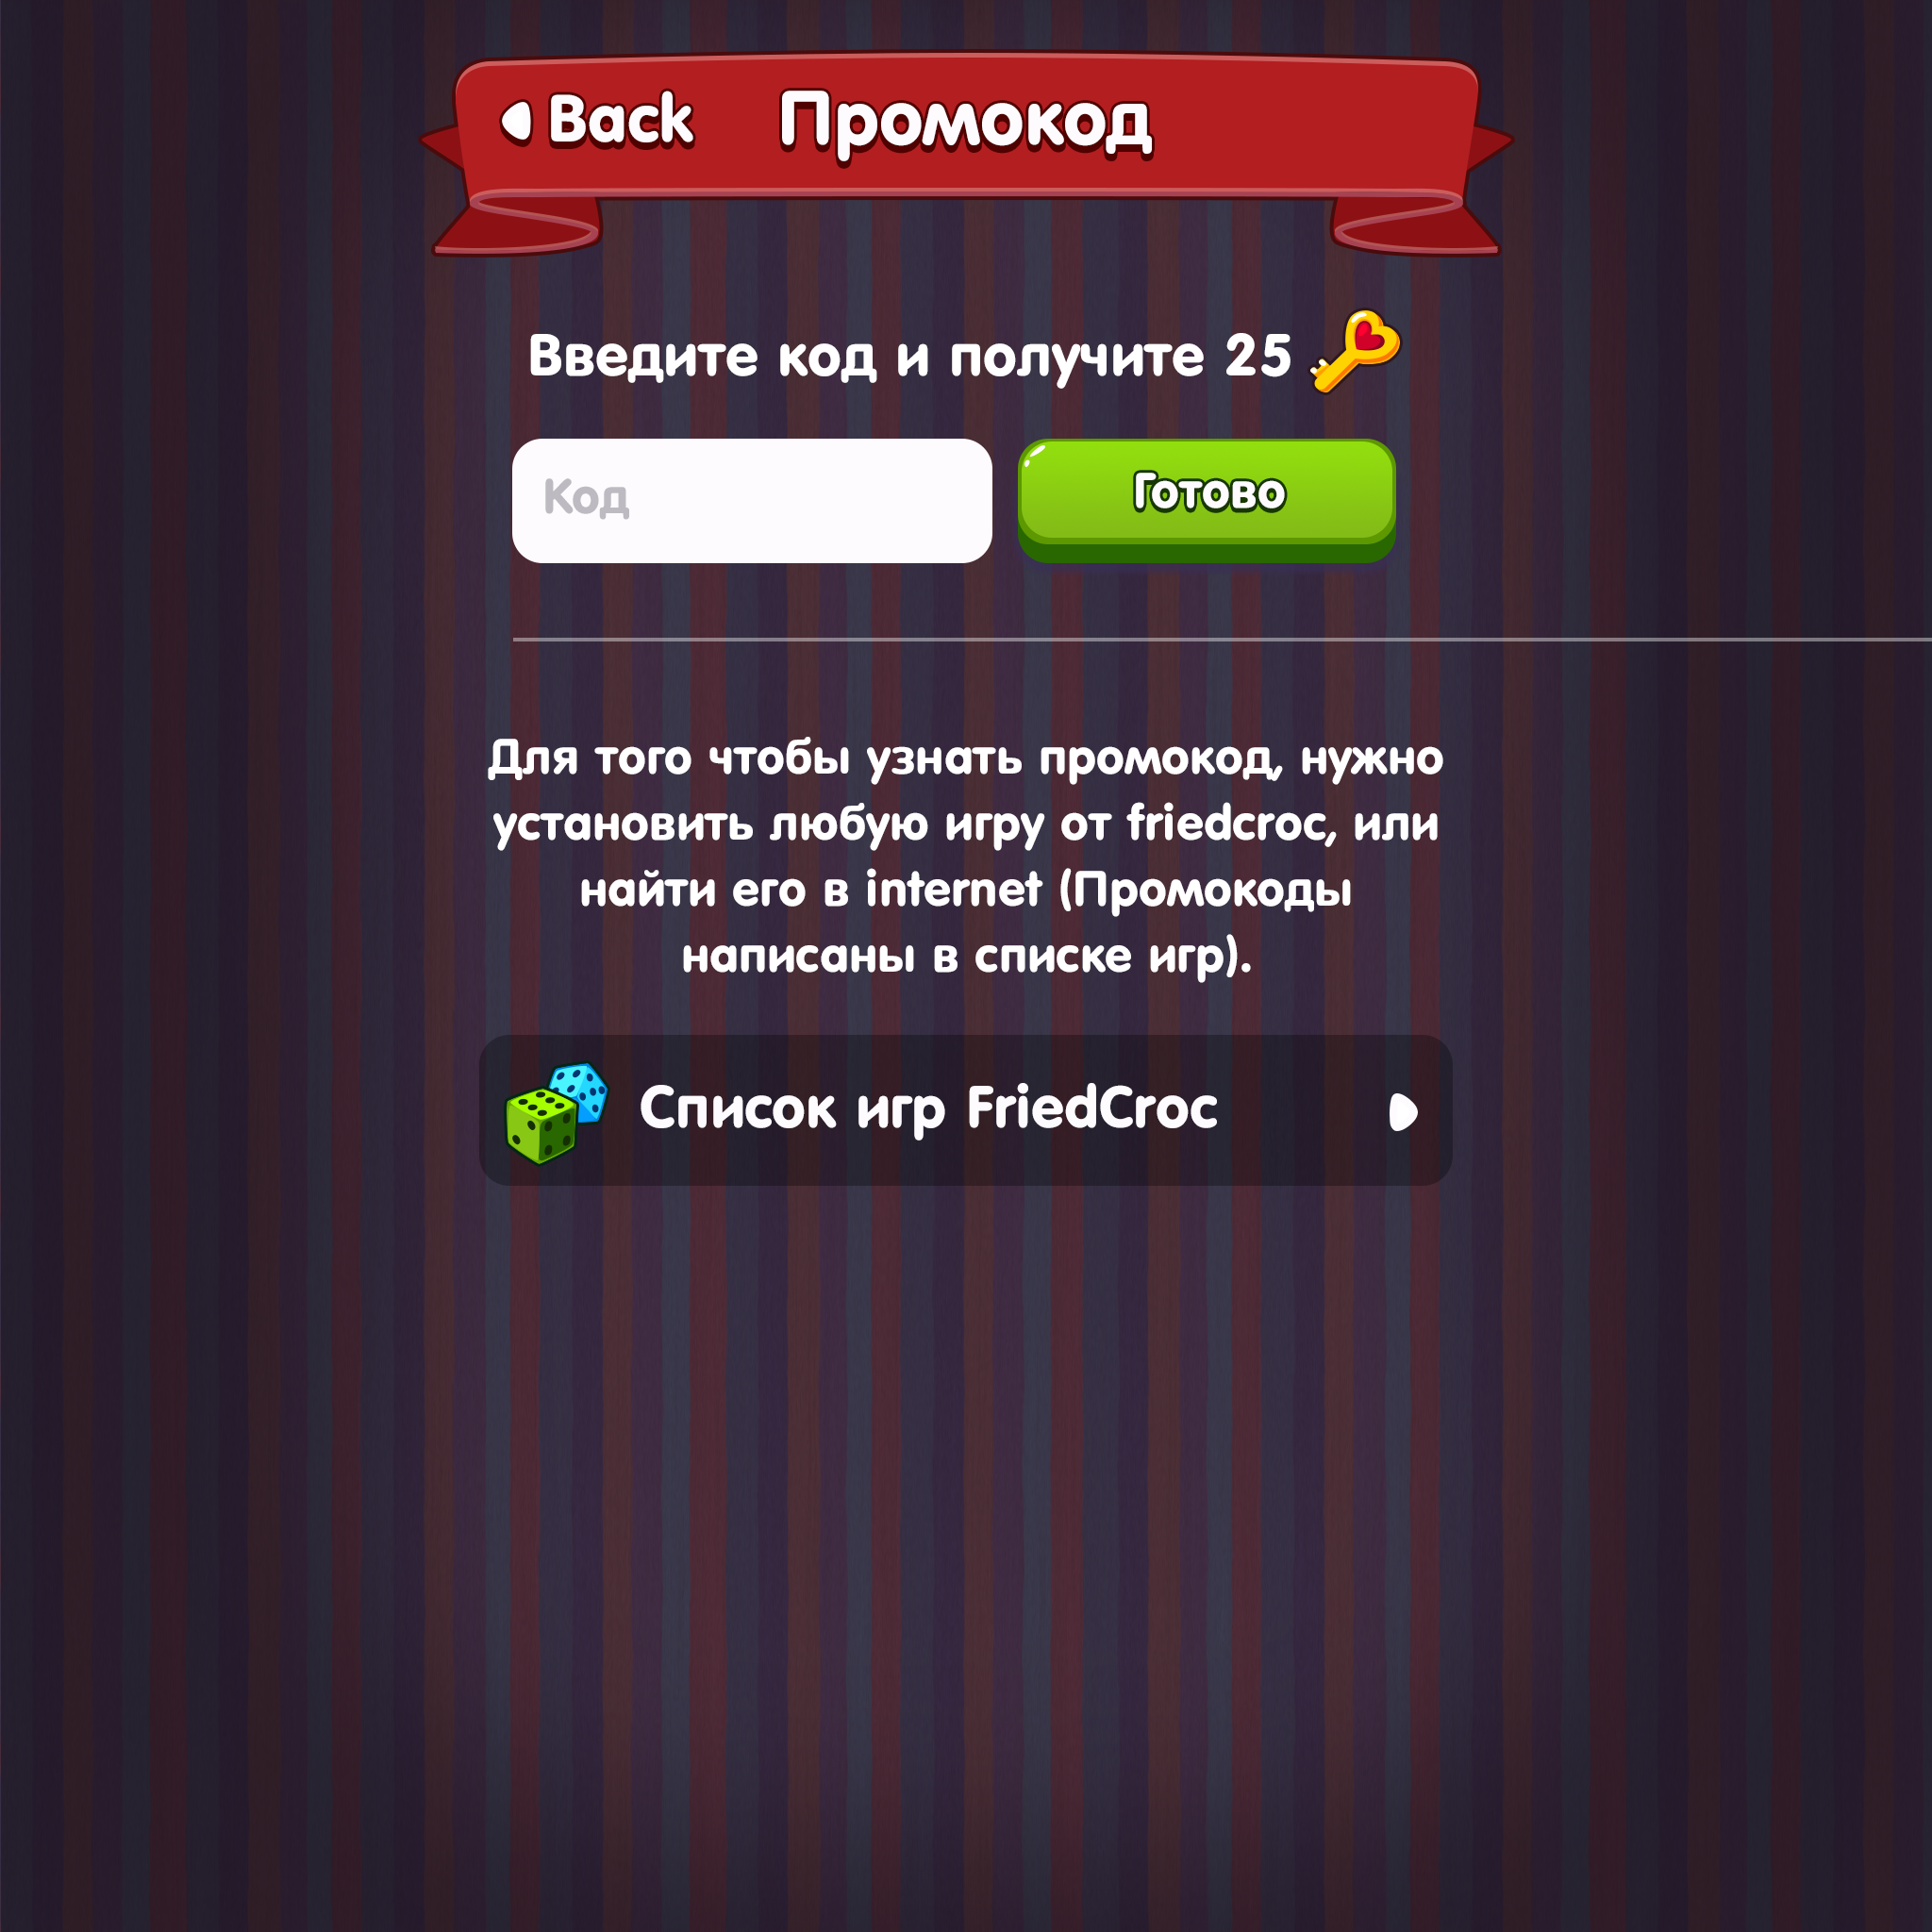 Back Промокод
Введите код и получите 25
Код Готово
Для того чтобы узнать промокод, нужно
установить любую игру от friedcroc, или
найти его в internet (Промокоды
написаны в списке игр).
Список игр FriedCroc